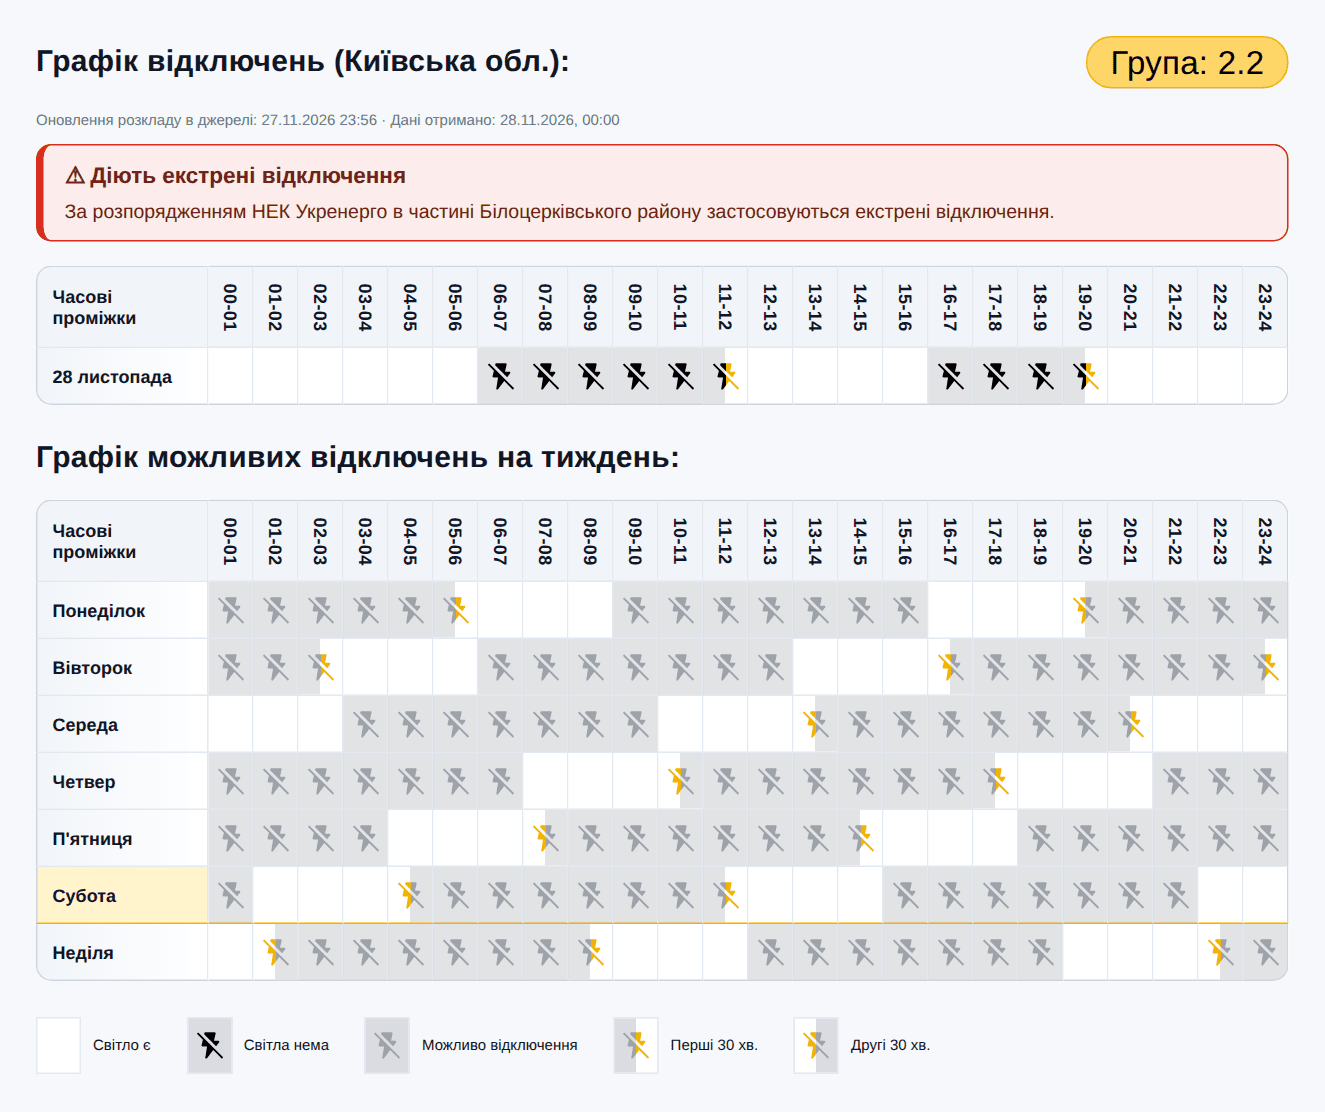 Графік відключень (Київська обл.):
Група: 2.2
Оновлення розкладу в джерелі: 27.11.2026 23:56 · Дані отримано: 28.11.2026, 00:00
⚠ Діють екстрені відключення
За розпорядженням НЕК Укренерго в частині Білоцерківського району застосовуються екстрені відключення.
Часові проміжки 00-01 01-02 02-03 03-04 04-05 05-06 06-07 07-08 08-09 09-10 10-11 11-12 12-13 13-14 14-15 15-16 16-17 17-18 18-19 19-20 20-21 21-22 22-23 23-24
28 листопада
Графік можливих відключень на тиждень:
Часові проміжки 00-01 01-02 02-03 03-04 04-05 05-06 06-07 07-08 08-09 09-10 10-11 11-12 12-13 13-14 14-15 15-16 16-17 17-18 18-19 19-20 20-21 21-22 22-23 23-24
Понеділок
Вівторок
Середа
Четвер
П'ятниця
Субота
Неділя
Світло є Світла нема Можливо відключення Перші 30 хв. Другі 30 хв.